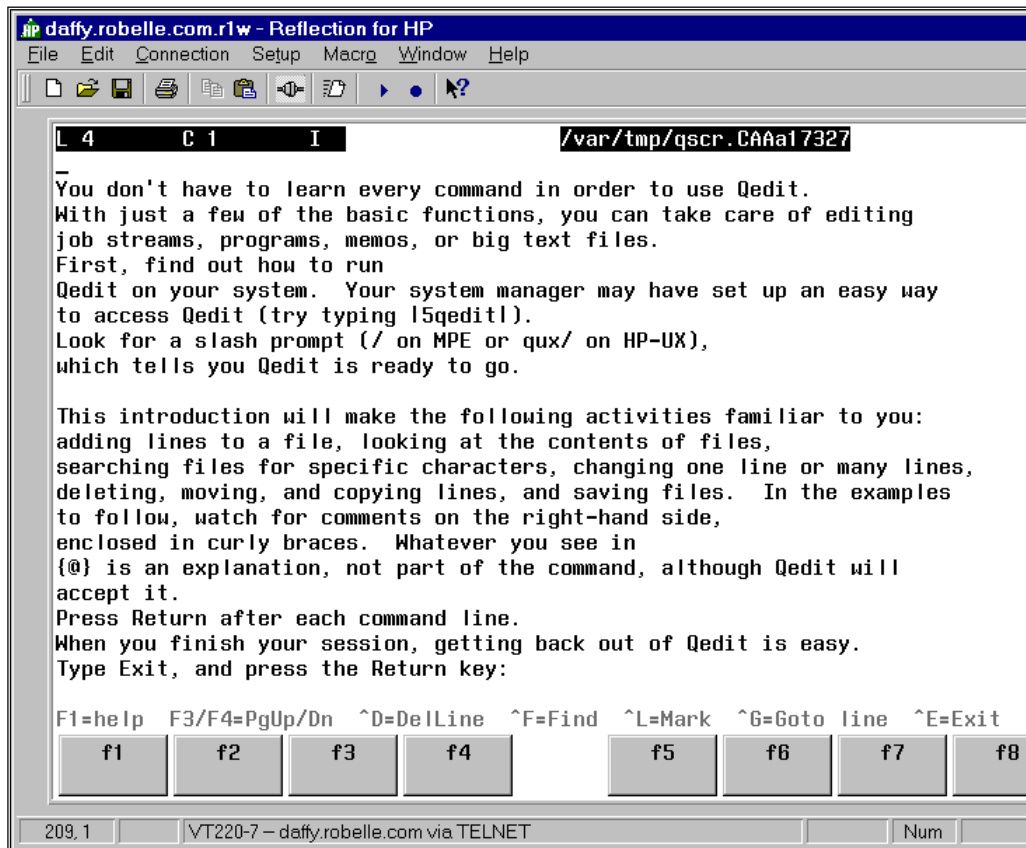 daffy.robelle.com.r1w - Reflection for HP
File Edit Connection Setup Macro Window Help
L 4 C 1 I /var/tmp/qscr.CAAa17327
You don't have to learn every command in order to use Qedit.
With just a few of the basic functions, you can take care of editing
job streams, programs, memos, or big text files.
First, find out how to run
Qedit on your system.  Your system manager may have set up an easy way
to access Qedit (try typing |5qedit|).
Look for a slash prompt (/ on MPE or qux/ on HP-UX),
which tells you Qedit is ready to go.
This introduction will make the following activities familiar to you:
adding lines to a file, looking at the contents of files,
searching files for specific characters, changing one line or many lines,
deleting, moving, and copying lines, and saving files.  In the examples
to follow, watch for comments on the right-hand side,
enclosed in curly braces.  Whatever you see in
{@} is an explanation, not part of the command, although Qedit will
accept it.
Press Return after each command line.
When you finish your session, getting back out of Qedit is easy.
Type Exit, and press the Return key:
F1=help F3/F4=PgUp/Dn ^D=DelLine ^F=Find ^L=Mark ^G=Goto line ^E=Exit
f1 f2 f3 f4 f5 f6 f7 f8
209, 1 VT220-7 – daffy.robelle.com via TELNET Num